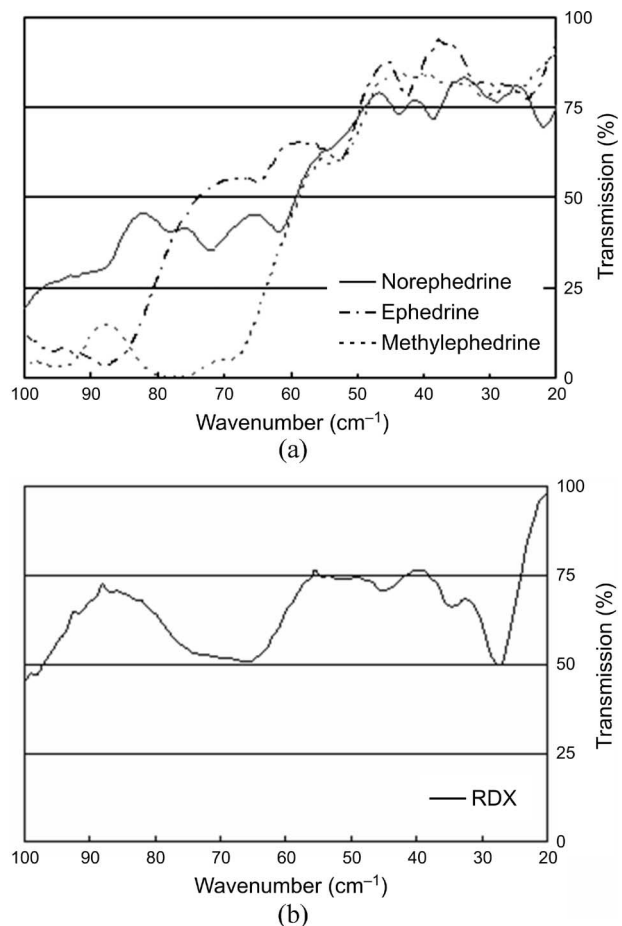 100
75
50
25
0
Transmission (%)
Norephedrine
Ephedrine
Methylephedrine
100 90 80 70 60 50 40 30 20
Wavenumber (cm⁻¹)
(a)
100
75
50
25
0
Transmission (%)
RDX
100 90 80 70 60 50 40 30 20
Wavenumber (cm⁻¹)
(b)